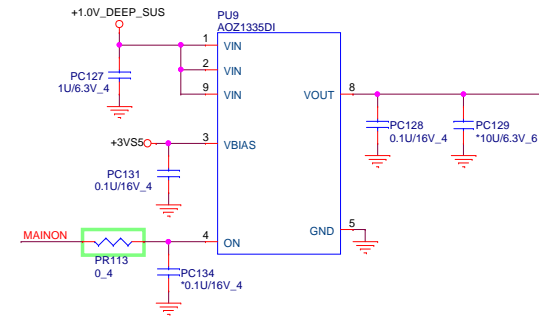 +1.0V_DEEP_SUS
PU9
AOZ1335DI
1
VIN
2
VIN
9
VIN
PC127
1U/6.3V_4
VOUT
8
PC128
0.1U/16V_4
PC129
*10U/6.3V_6
+3VS5
3
VBIAS
PC131
0.1U/16V_4
MAINON
4
ON
GND
5
PR113
0_4
PC134
*0.1U/16V_4